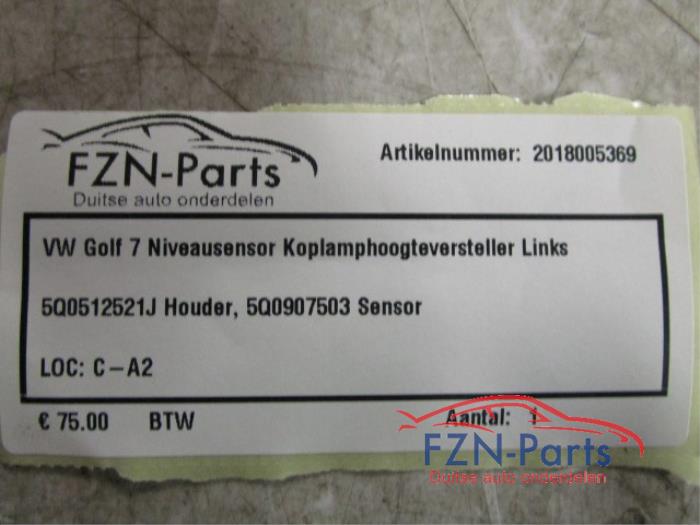 FZN-Parts
Duitse auto onderdelen
Artikelnummer: 2018005369
VW Golf 7 Niveausensor Koplamphoogteversteller Links
5Q0512521J Houder, 5Q0907503 Sensor
LOC: C-A2
€ 75.00 BTW
Aantal: 1
FZN-Parts
Duitse auto onderdelen